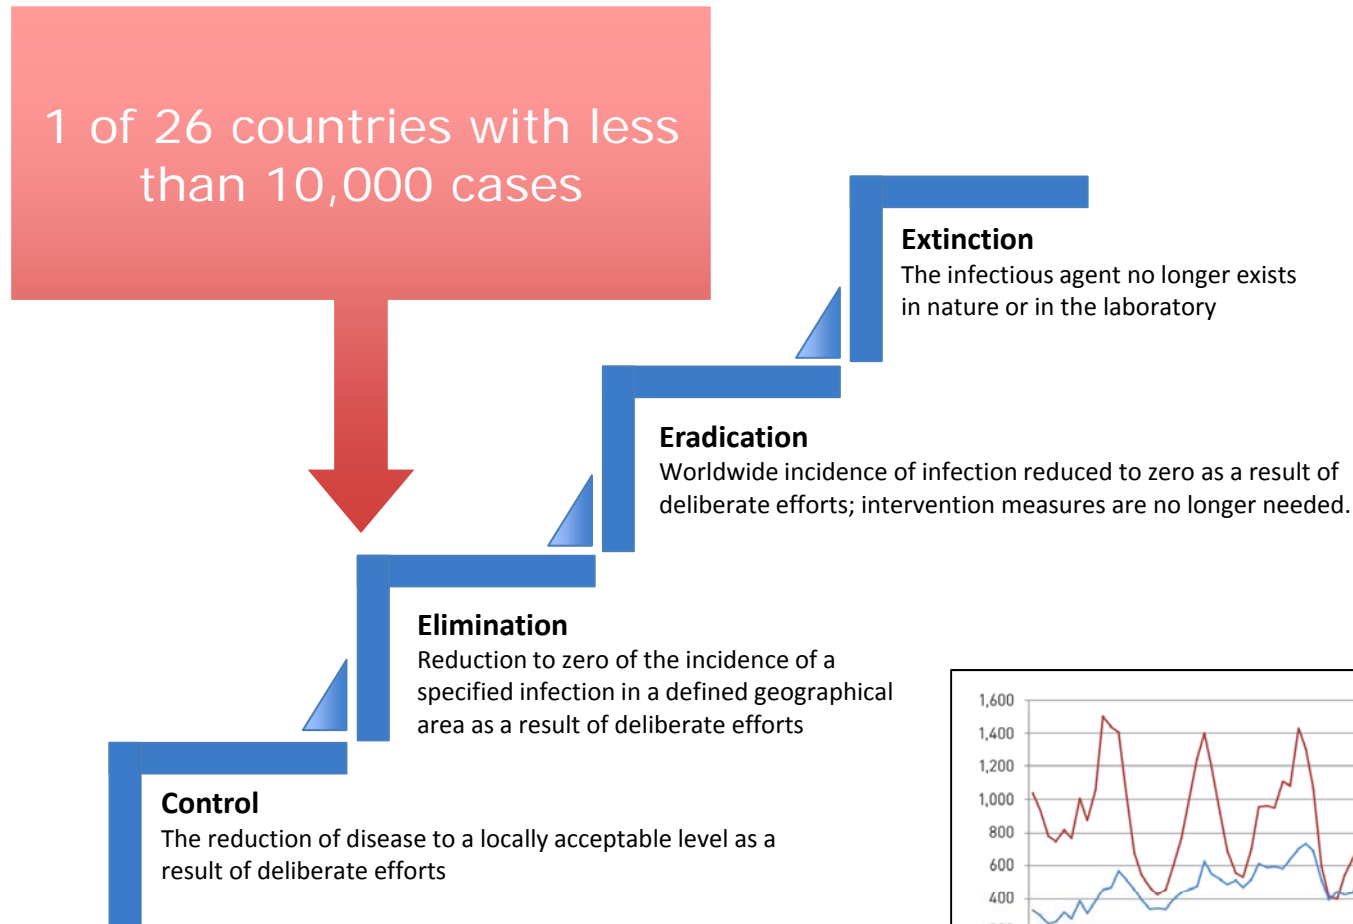 1 of 26 countries with less
than 10,000 cases
Extinction
The infectious agent no longer exists
in nature or in the laboratory
Eradication
Worldwide incidence of infection reduced to zero as a result of
deliberate efforts; intervention measures are no longer needed.
Elimination
Reduction to zero of the incidence of a
specified infection in a defined geographical
area as a result of deliberate efforts
Control
The reduction of disease to a locally acceptable level as a
result of deliberate efforts
1,600
1,400
1,200
1,000
800
600
400